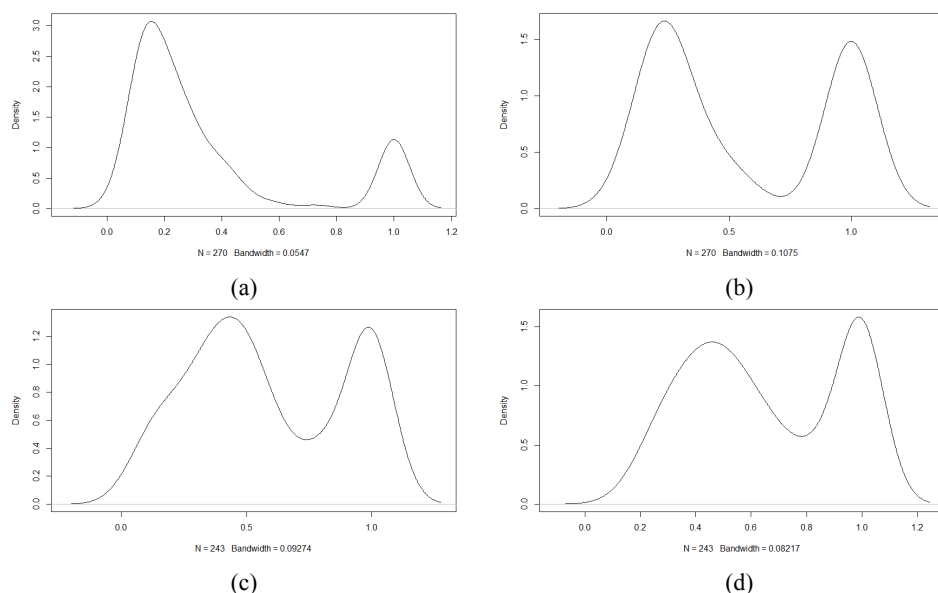 Density
3.0
2.5
2.0
1.5
1.0
0.5
0.0
0.0 0.2 0.4 0.6 0.8 1.0 1.2
N = 270 Bandwidth = 0.0547
(a)
Density
1.5
1.0
0.5
0.0
0.0 0.5 1.0
N = 270 Bandwidth = 0.1075
(b)
Density
1.2
1.0
0.8
0.6
0.4
0.2
0.0
0.0 0.5 1.0
N = 243 Bandwidth = 0.09274
(c)
Density
1.5
1.0
0.5
0.0
0.0 0.2 0.4 0.6 0.8 1.0 1.2
N = 243 Bandwidth = 0.08217
(d)